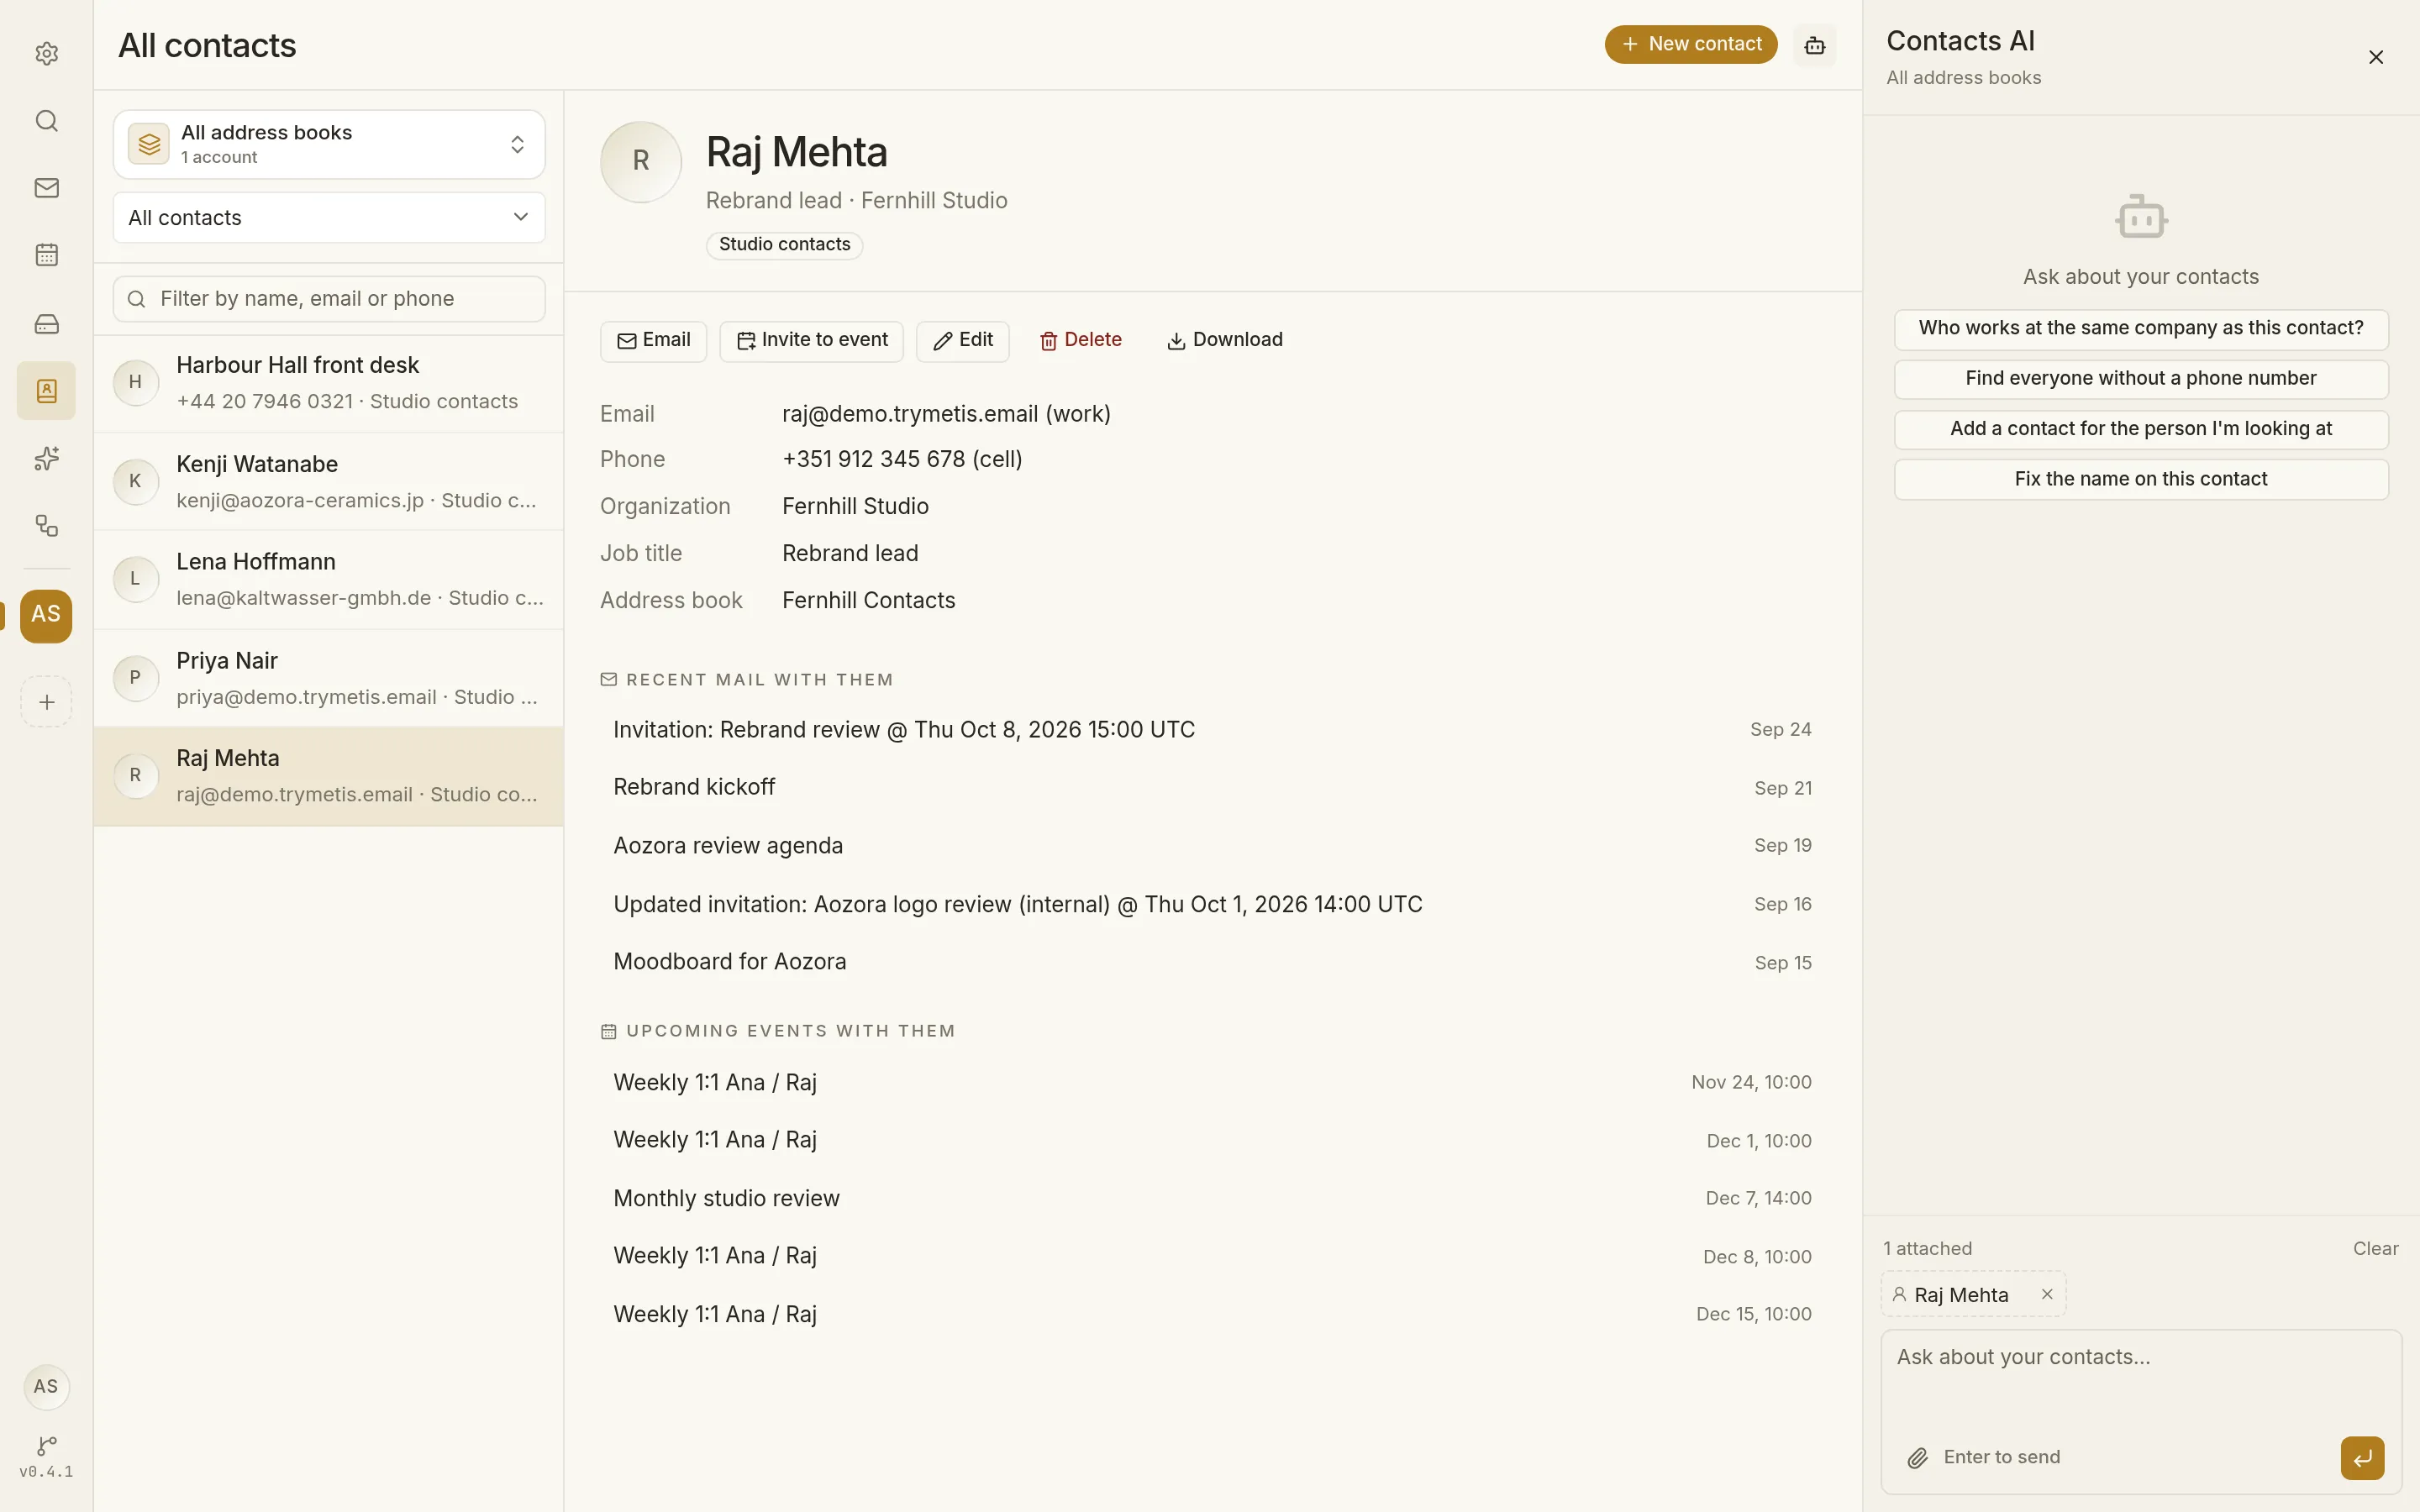 All contacts
New contact
All address books
1 account
All contacts
Filter by name, email or phone
H
Harbour Hall front desk
+44 20 7946 0321 · Studio contacts
K
Kenji Watanabe
kenji@aozora-ceramics.jp · Studio c...
L
Lena Hoffmann
lena@kaltwasser-gmbh.de · Studio c...
P
Priya Nair
priya@demo.trymetis.email · Studio ...
R
Raj Mehta
raj@demo.trymetis.email · Studio co...
AS
AS
v0.4.1
R
Raj Mehta
Rebrand lead · Fernhill Studio
Studio contacts
Email
Invite to event
Edit
Delete
Download
Email raj@demo.trymetis.email (work)
Phone +351 912 345 678 (cell)
Organization Fernhill Studio
Job title Rebrand lead
Address book Fernhill Contacts
RECENT MAIL WITH THEM
Invitation: Rebrand review @ Thu Oct 8, 2026 15:00 UTC Sep 24
Rebrand kickoff Sep 21
Aozora review agenda Sep 19
Updated invitation: Aozora logo review (internal) @ Thu Oct 1, 2026 14:00 UTC Sep 16
Moodboard for Aozora Sep 15
UPCOMING EVENTS WITH THEM
Weekly 1:1 Ana / Raj Nov 24, 10:00
Weekly 1:1 Ana / Raj Dec 1, 10:00
Monthly studio review Dec 7, 14:00
Weekly 1:1 Ana / Raj Dec 8, 10:00
Weekly 1:1 Ana / Raj Dec 15, 10:00
Contacts AI
All address books
Ask about your contacts
Who works at the same company as this contact?
Find everyone without a phone number
Add a contact for the person I'm looking at
Fix the name on this contact
1 attached
Clear
Raj Mehta
Ask about your contacts...
Enter to send